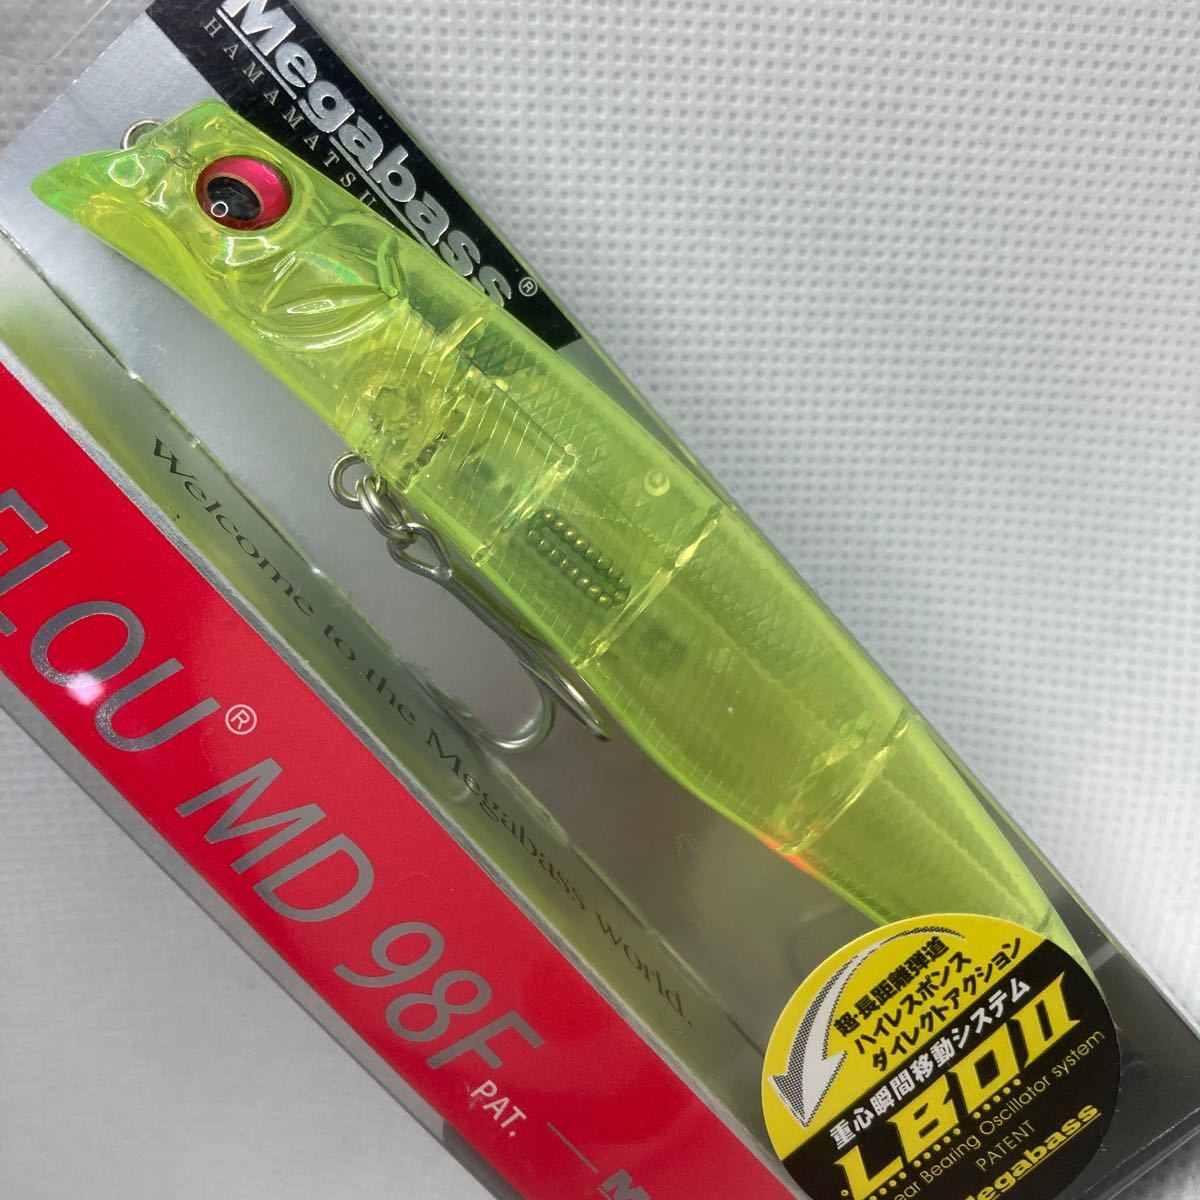 Megabass®
HAMAMATSU
Welcome to the Megabass world.
ELOU® MD 98F PAT.
超・長距離弾道
ハイレスポンス
ダイレクトアクション
重心瞬間移動システム
LBOII
ear Bearing Oscillator system
PATENT
Megabass